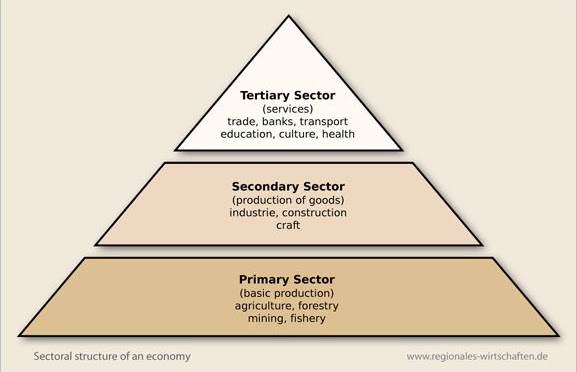 Tertiary Sector
(services)
trade, banks, transport
education, culture, health
Secondary Sector
(production of goods)
industrie, construction
craft
Primary Sector
(basic production)
agriculture, forestry
mining, fishery
Sectoral structure of an economy
www.regionales-wirtschaften.de